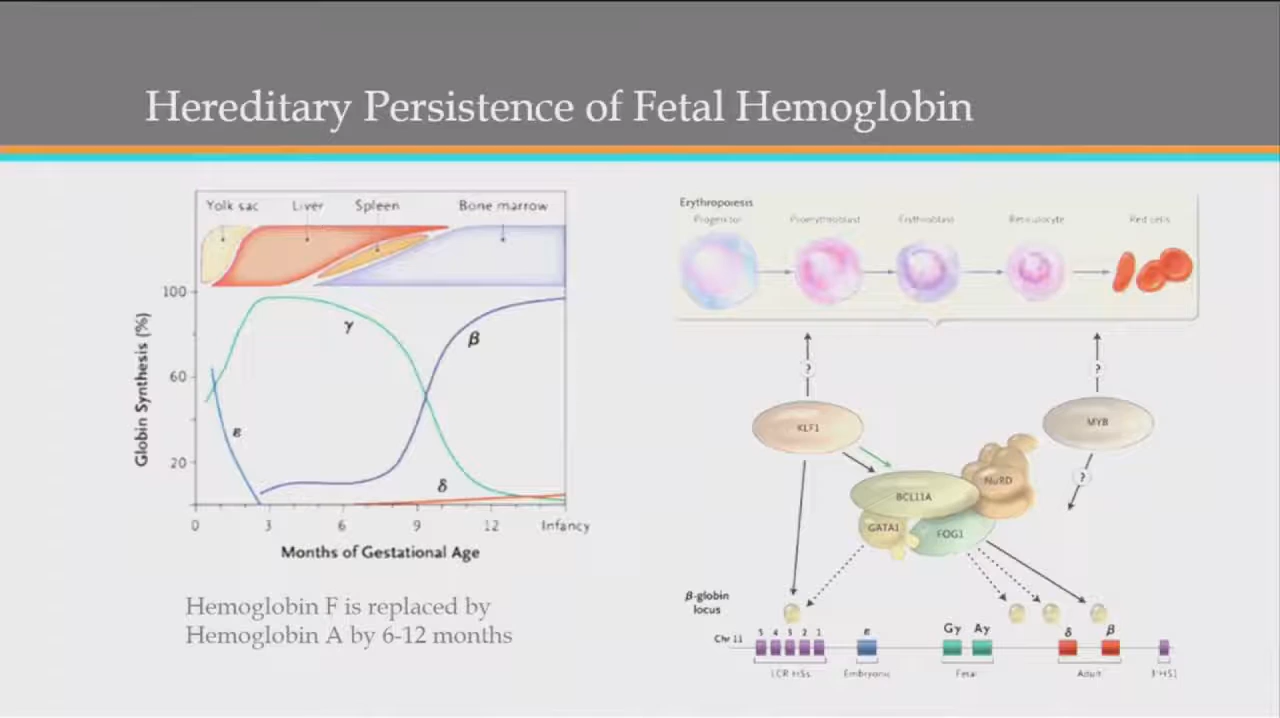 Hereditary Persistence of Fetal Hemoglobin
Yolk sac Liver Spleen Bone marrow
Globin Synthesis (%)
100
60
20
γ
β
ε
δ
0 3 6 9 12 Infancy
Months of Gestational Age
Hemoglobin F is replaced by
Hemoglobin A by 6-12 months
Erythropoiesis
Progenitor Proerythroblast Erythroblast Reticulocyte Red cells
? ?
KLF1 MYB
?
NuRD
BCL11A
GATA1 FOG1
β-globin
locus
Chr 11 5 4 3 2 1 ε Gγ Aγ δ β
LCR HSs Embryonic Fetal Adult 3'HS1